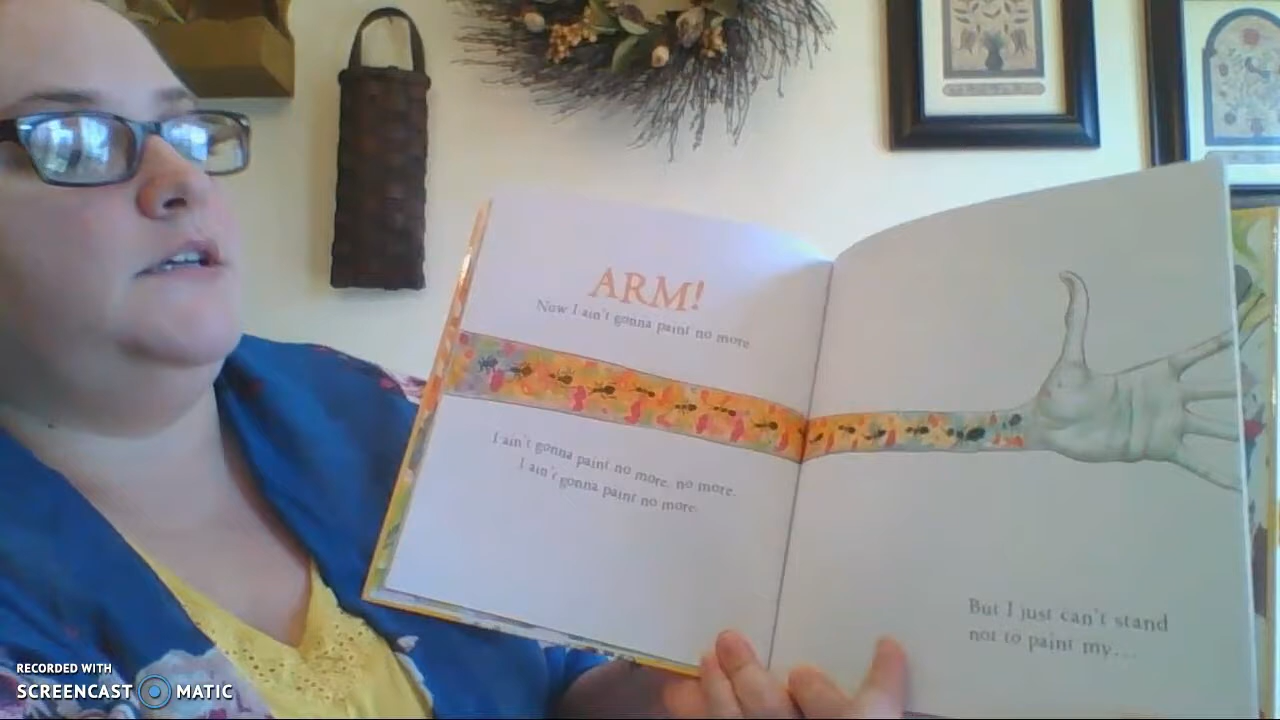 ARM!
Now I ain't gonna paint no more
I ain't gonna paint no more, no more.
I ain't gonna paint no more.
But I just can't stand
not to paint my...
RECORDED WITH
SCREENCAST MATIC